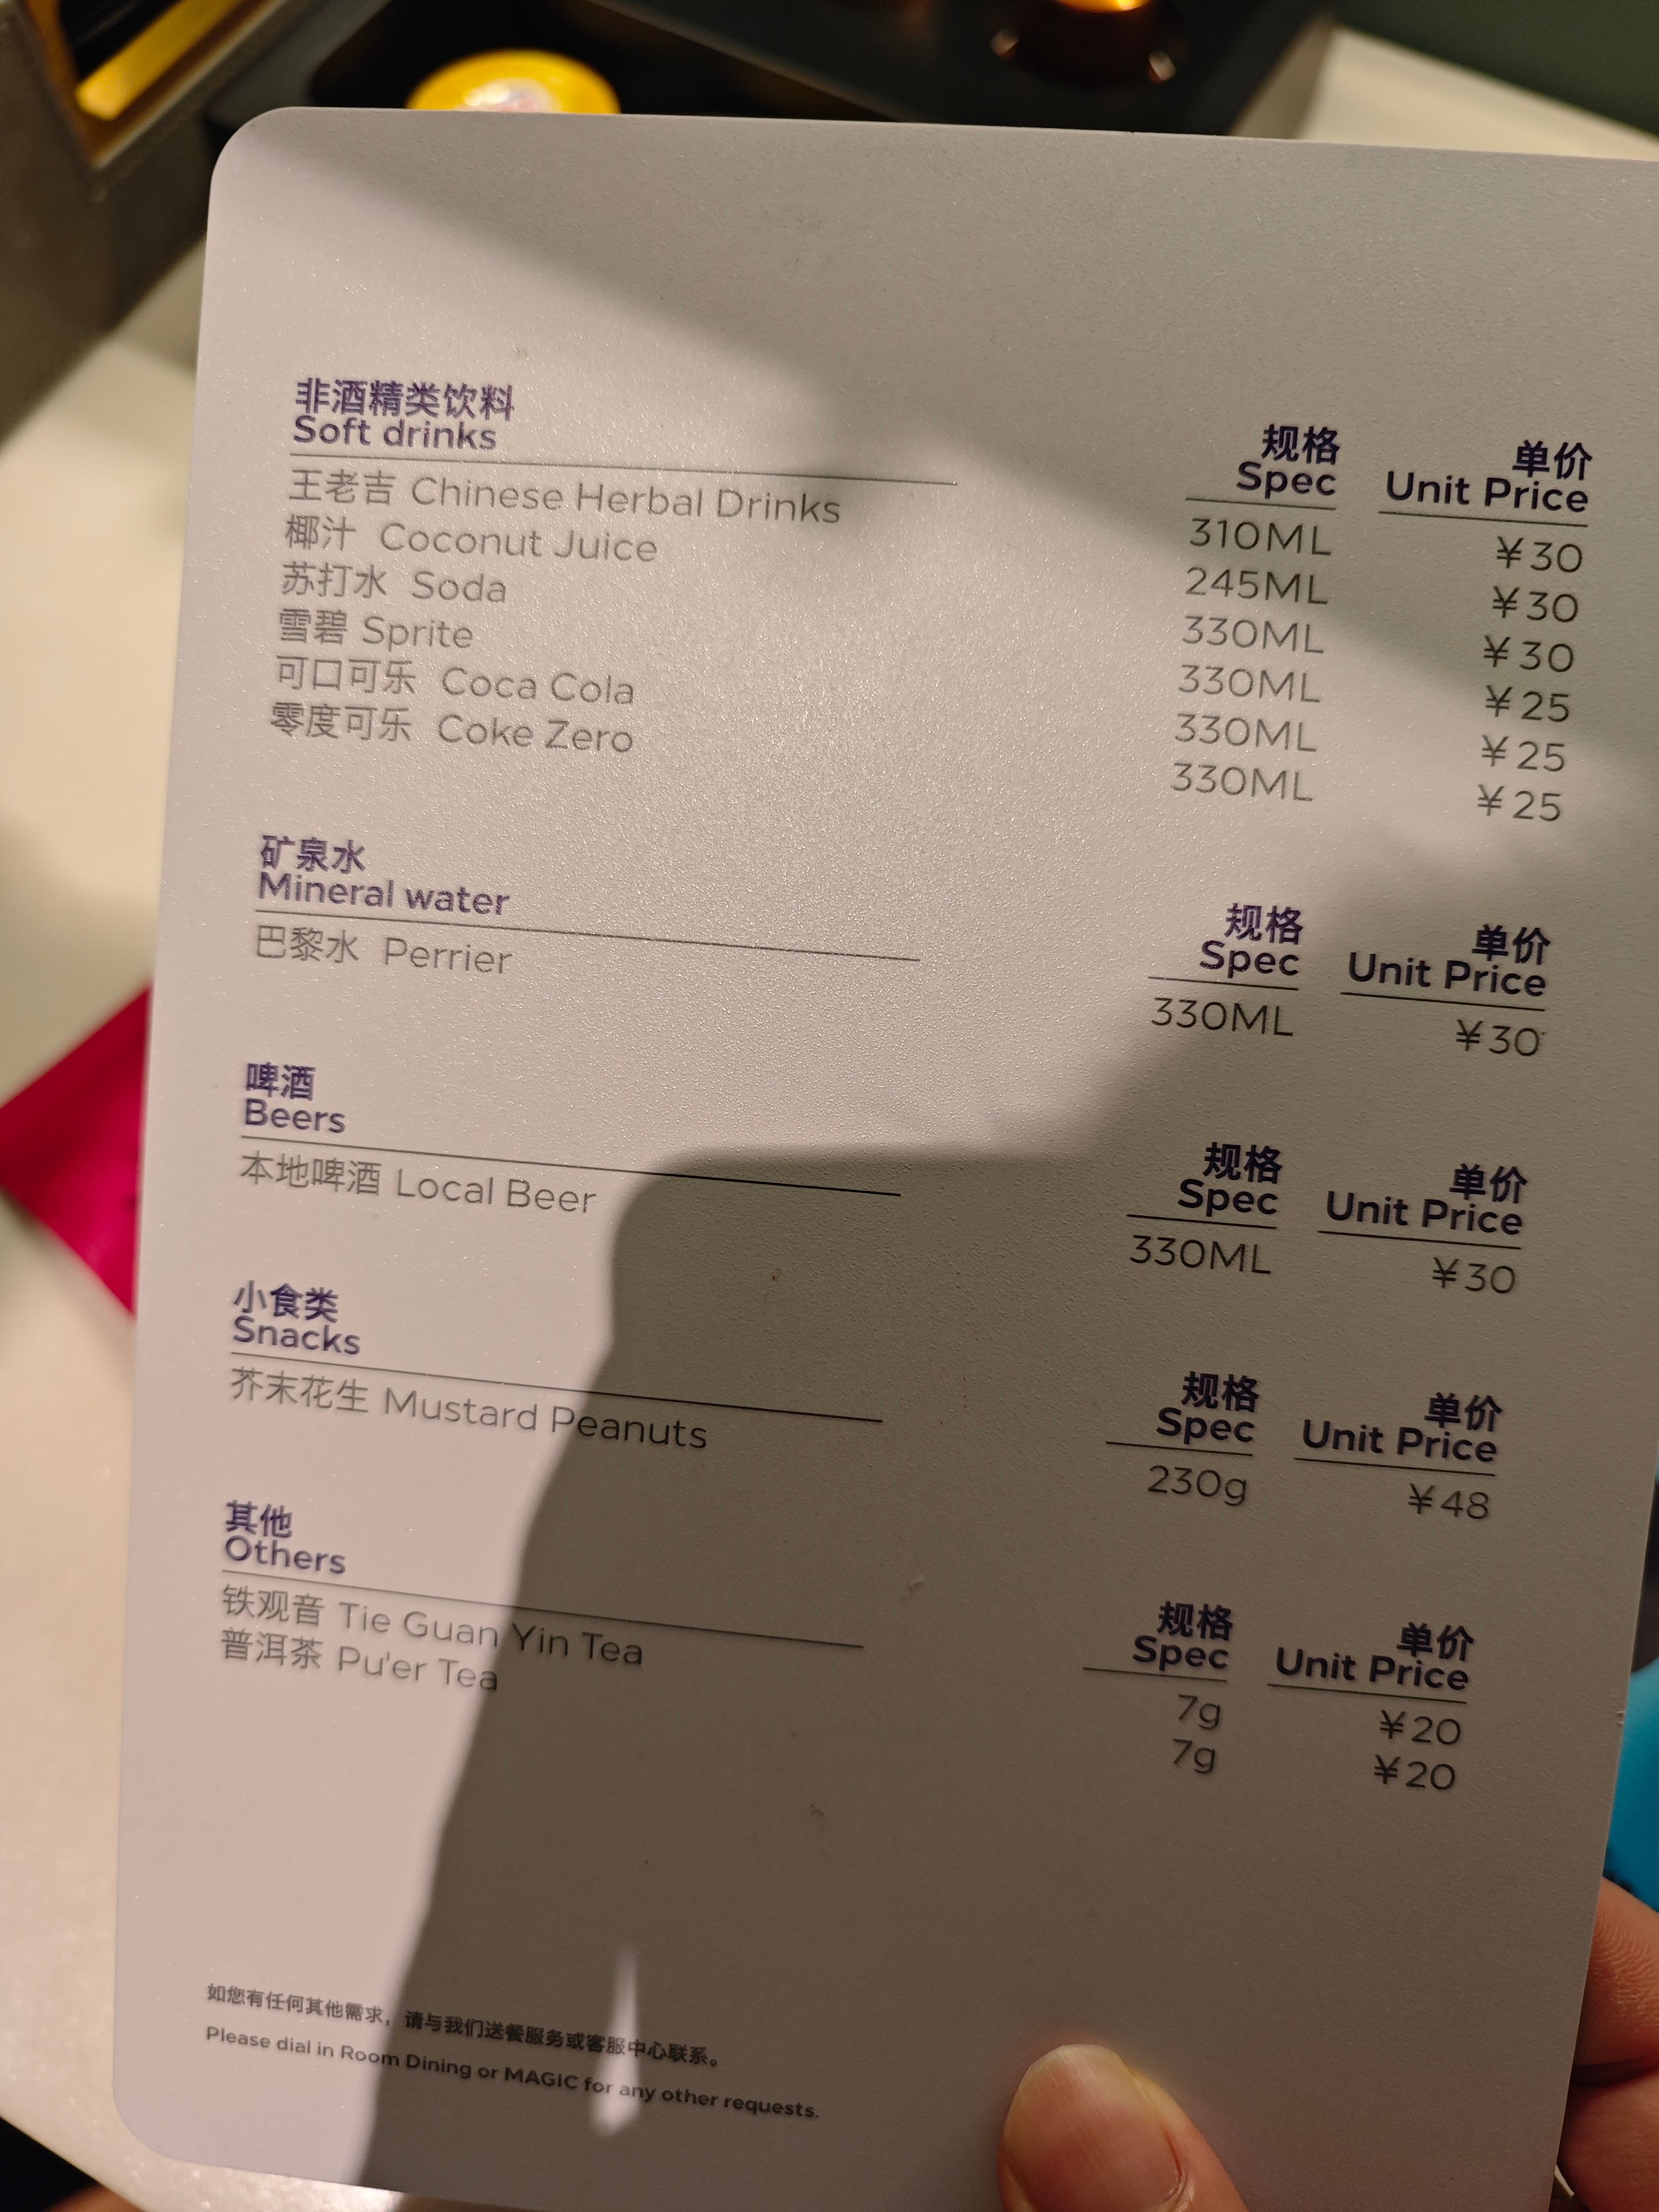 非酒精类饮料
Soft drinks
规格 单价
Spec Unit Price
王老吉 Chinese Herbal Drinks 310ML ¥30
椰汁 Coconut Juice 245ML ¥30
苏打水 Soda 330ML ¥30
雪碧 Sprite 330ML ¥25
可口可乐 Coca Cola 330ML ¥25
零度可乐 Coke Zero 330ML ¥25
矿泉水
Mineral water
规格 单价
Spec Unit Price
巴黎水 Perrier 330ML ¥30
啤酒
Beers
规格 单价
Spec Unit Price
本地啤酒 Local Beer 330ML ¥30
小食类
Snacks
规格 单价
Spec Unit Price
芥末花生 Mustard Peanuts 230g ¥48
其他
Others
规格 单价
Spec Unit Price
铁观音 Tie Guan Yin Tea 7g ¥20
普洱茶 Pu'er Tea 7g ¥20
如您有任何其他需求，请与我们送餐服务或客服中心联系。
Please dial in Room Dining or MAGIC for any other requests.